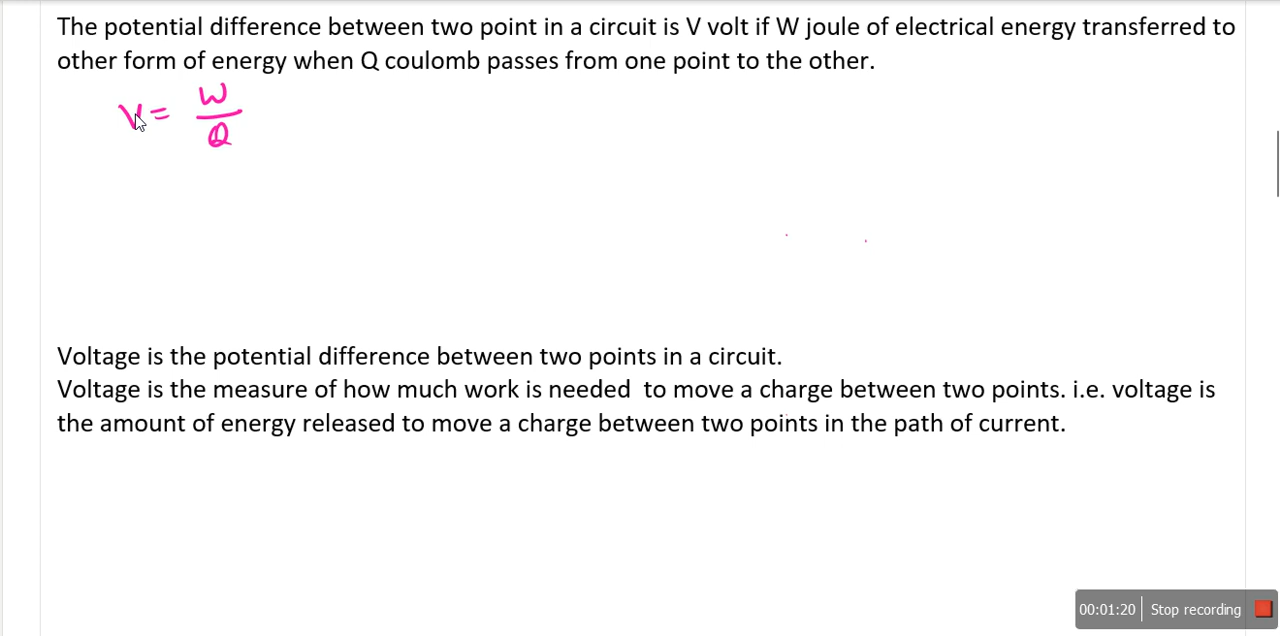 The potential difference between two point in a circuit is V volt if W joule of electrical energy transferred to
other form of energy when Q coulomb passes from one point to the other.
V = W/Q
Voltage is the potential difference between two points in a circuit.
Voltage is the measure of how much work is needed  to move a charge between two points. i.e. voltage is
the amount of energy released to move a charge between two points in the path of current.
00:01:20 Stop recording